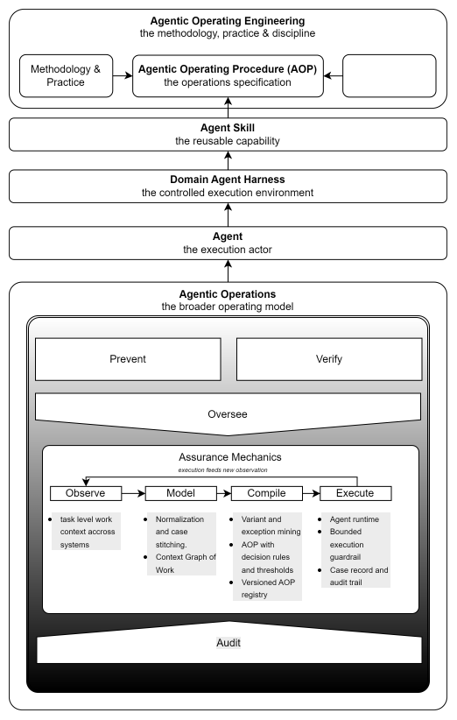 Agentic Operating Engineering
the methodology, practice & discipline
Methodology &
Practice
Agentic Operating Procedure (AOP)
the operations specification
Agent Skill
the reusable capability
Domain Agent Harness
the controlled execution environment
Agent
the execution actor
Agentic Operations
the broader operating model
Prevent
Verify
Oversee
Assurance Mechanics
execution feeds new observation
Observe
Model
Compile
Execute
• task level work
context accross
systems
• Normalization
and case
stitching.
• Context Graph of
Work
• Variant and
exception mining
• AOP with
decision rules
and thresholds
• Versioned AOP
registry
• Agent runtime
• Bounded
execution
guardrail
• Case record and
audit trail
Audit